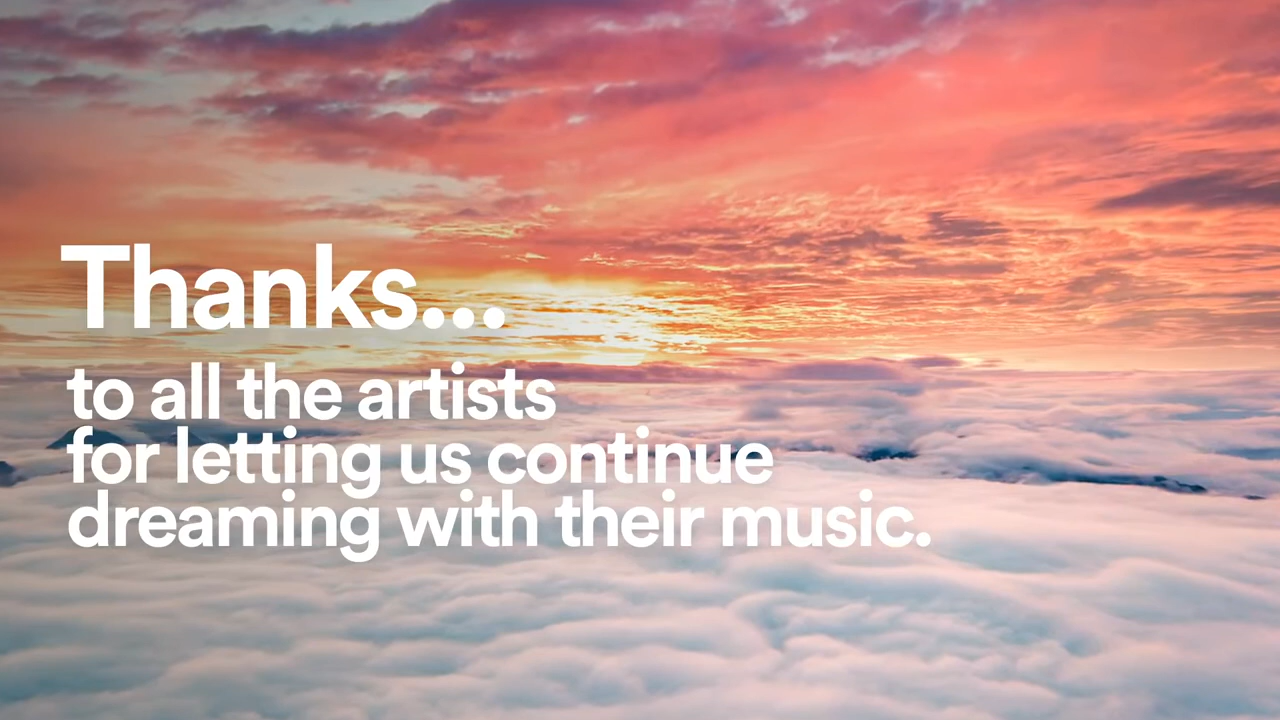 Thanks...
to all the artists
for letting us continue
dreaming with their music.